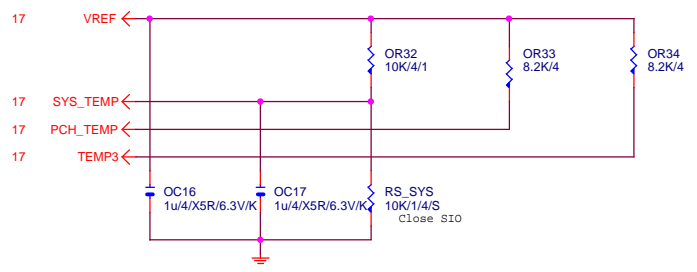 17 VREF
OR32
10K/4/1
OR33
8.2K/4
OR34
8.2K/4
17 SYS_TEMP
17 PCH_TEMP
17 TEMP3
OC16
1u/4/X5R/6.3V/K
OC17
1u/4/X5R/6.3V/K
RS_SYS
10K/1/4/S
Close SIO